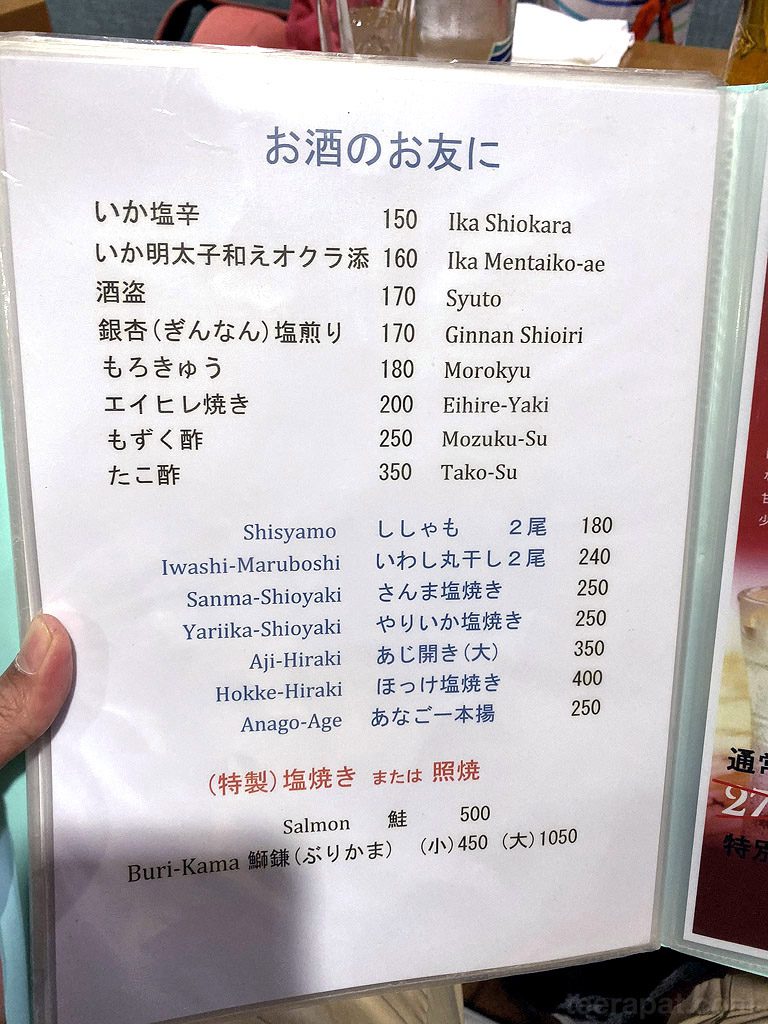 お酒のお友に
いか塩辛 150 Ika Shiokara
いか明太子和えオクラ添 160 Ika Mentaiko-ae
酒盗 170 Syuto
銀杏(ぎんなん)塩煎り 170 Ginnan Shioiri
もろきゅう 180 Morokyu
エイヒレ焼き 200 Eihire-Yaki
もずく酢 250 Mozuku-Su
たこ酢 350 Tako-Su
Shisyamo ししゃも 2尾 180
Iwashi-Maruboshi いわし丸干し2尾 240
Sanma-Shioyaki さんま塩焼き 250
Yariika-Shioyaki やりいか塩焼き 250
Aji-Hiraki あじ開き(大) 350
Hokke-Hiraki ほっけ塩焼き 400
Anago-Age あなご一本揚 250
(特製)塩焼き または 照焼
Salmon 鮭 500
Buri-Kama 鰤鎌(ぶりかま) (小)450 (大)1050
通常
27
特別